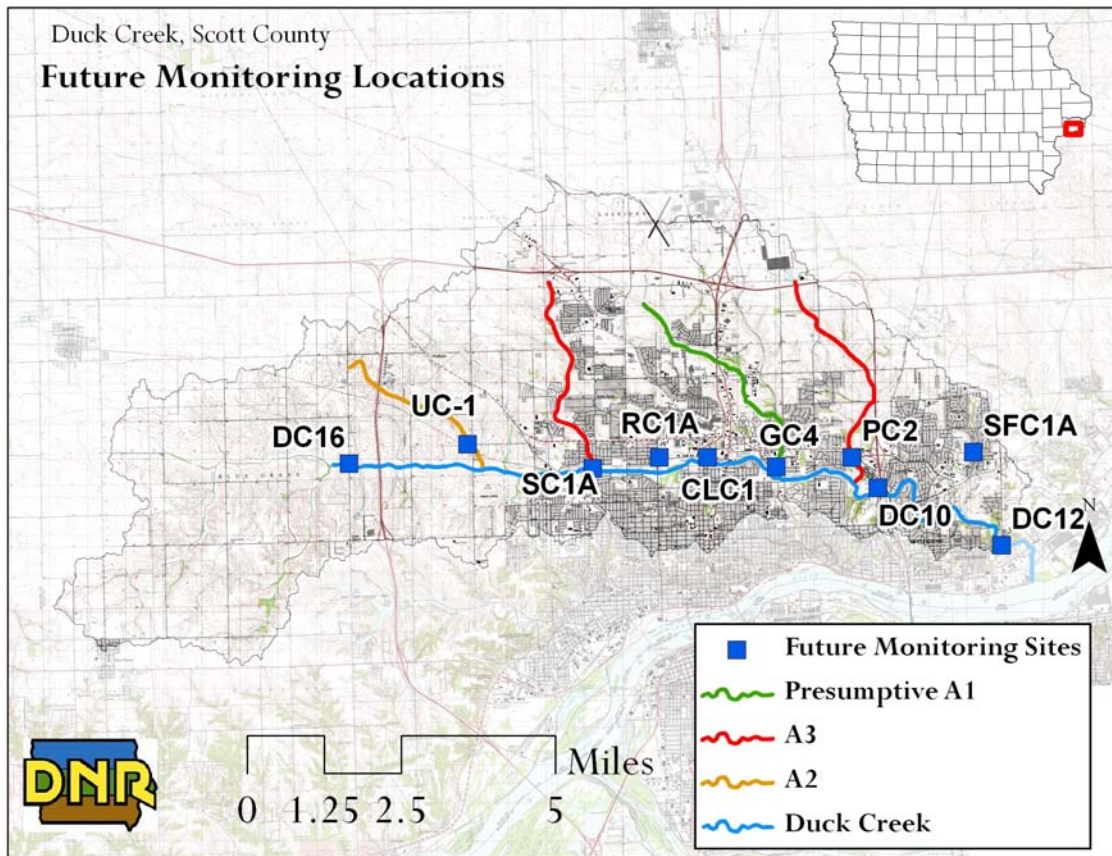 Duck Creek, Scott County
Future Monitoring Locations
UC-1
DC16
RC1A
GC4
PC2
SFC1A
SC1A
CLC1
DC10
DC12
N
Future Monitoring Sites
Presumptive A1
A3
A2
Duck Creek
DNR
Miles
0 1.25 2.5 5